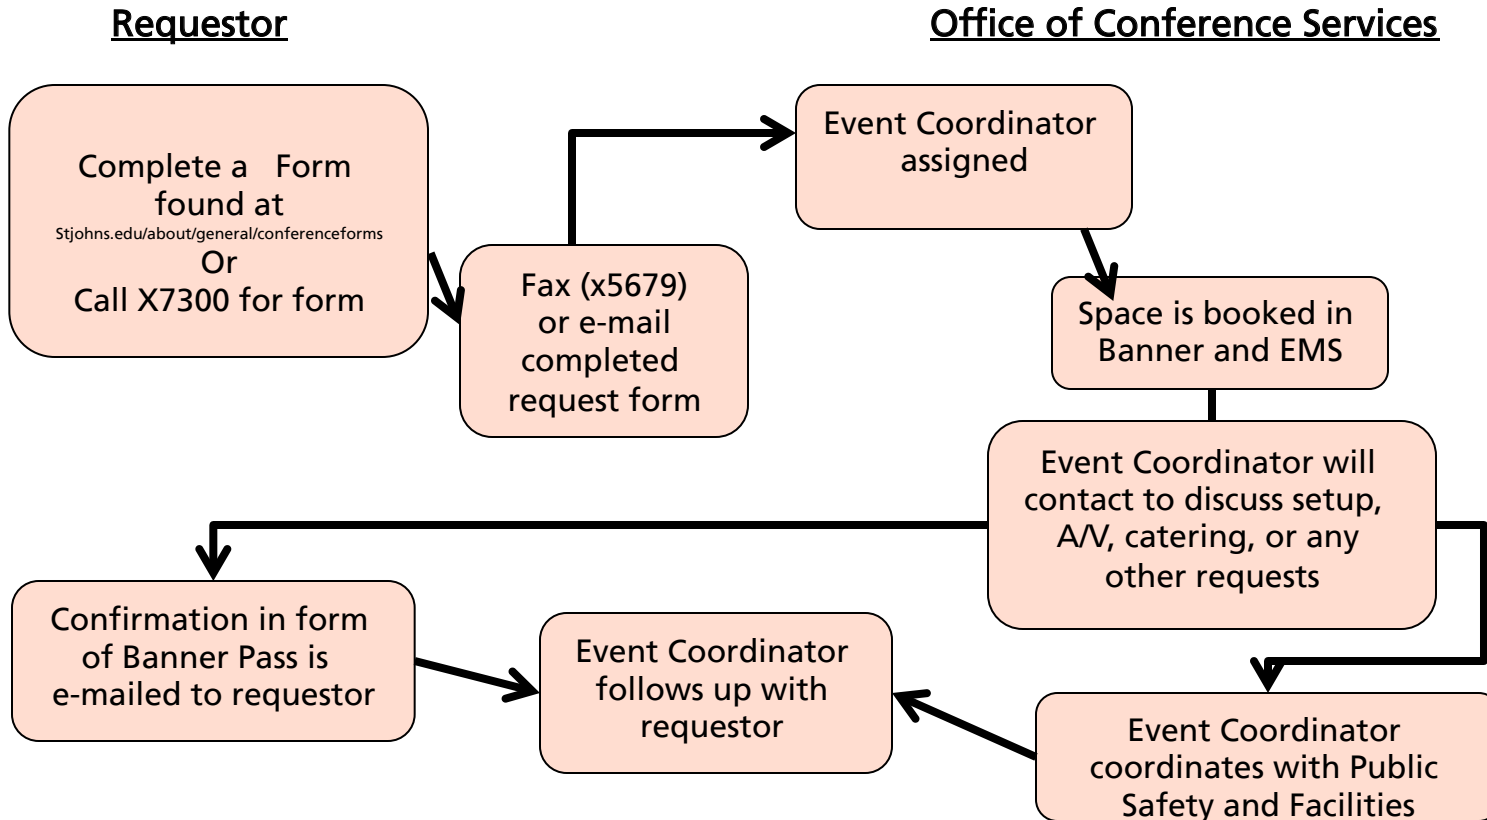 Requestor
Office of Conference Services
Complete a Form
found at
Stjohns.edu/about/general/conferenceforms
Or
Call X7300 for form
Fax (x5679)
or e-mail
completed
request form
Event Coordinator
assigned
Space is booked in
Banner and EMS
Event Coordinator will
contact to discuss setup,
A/V, catering, or any
other requests
Confirmation in form
of Banner Pass is
e-mailed to requestor
Event Coordinator
follows up with
requestor
Event Coordinator
coordinates with Public
Safety and Facilities